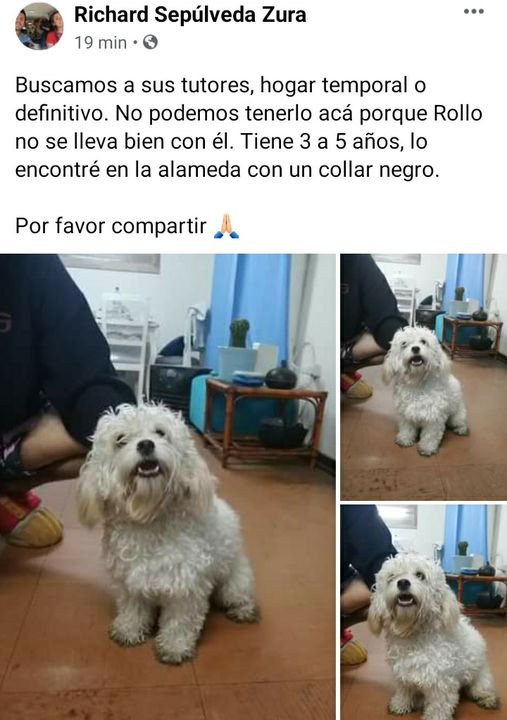 Richard Sepúlveda Zura
19 min
Buscamos a sus tutores, hogar temporal o
definitivo. No podemos tenerlo acá porque Rollo
no se lleva bien con él. Tiene 3 a 5 años, lo
encontré en la alameda con un collar negro.
Por favor compartir 🙏🏻